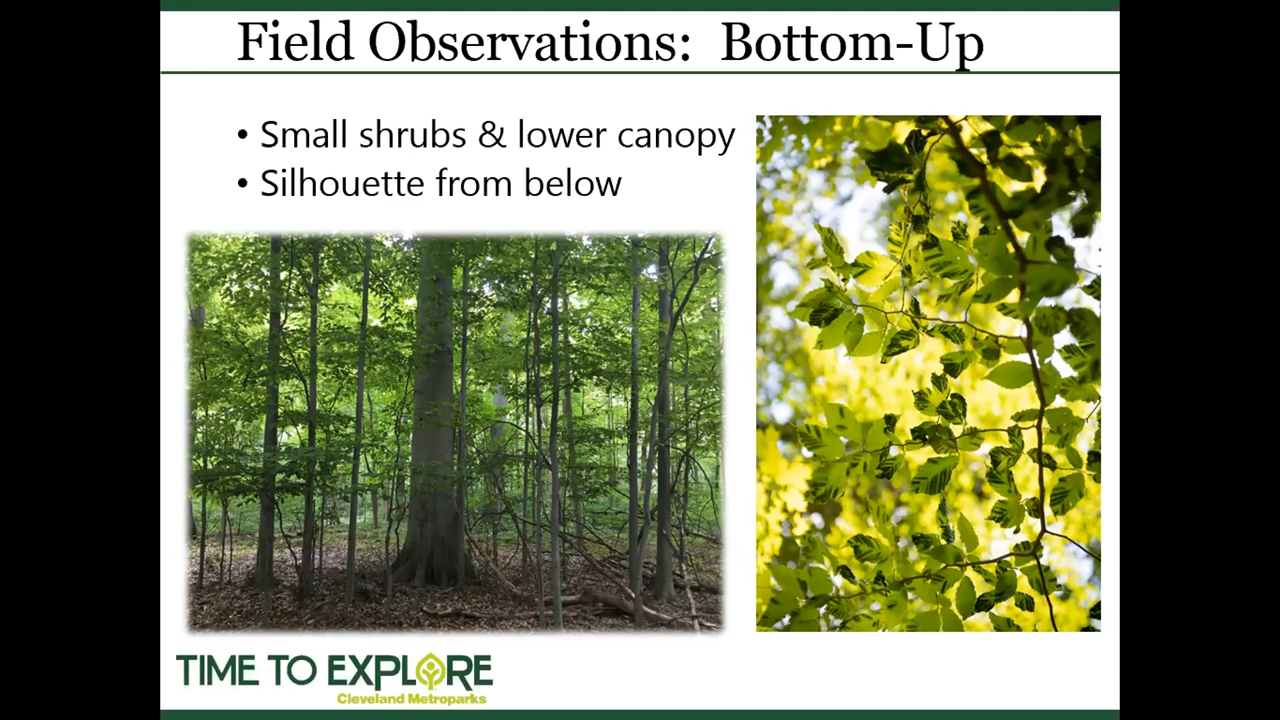 Field Observations: Bottom-Up
• Small shrubs & lower canopy
• Silhouette from below
TIME TO EXPLORE
Cleveland Metroparks